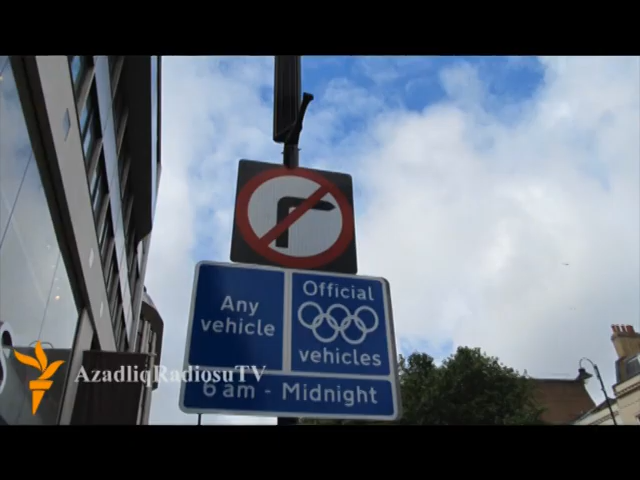 Any
vehicle
Official
vehicles
6 am - Midnight
AzadliqRadiosuTV